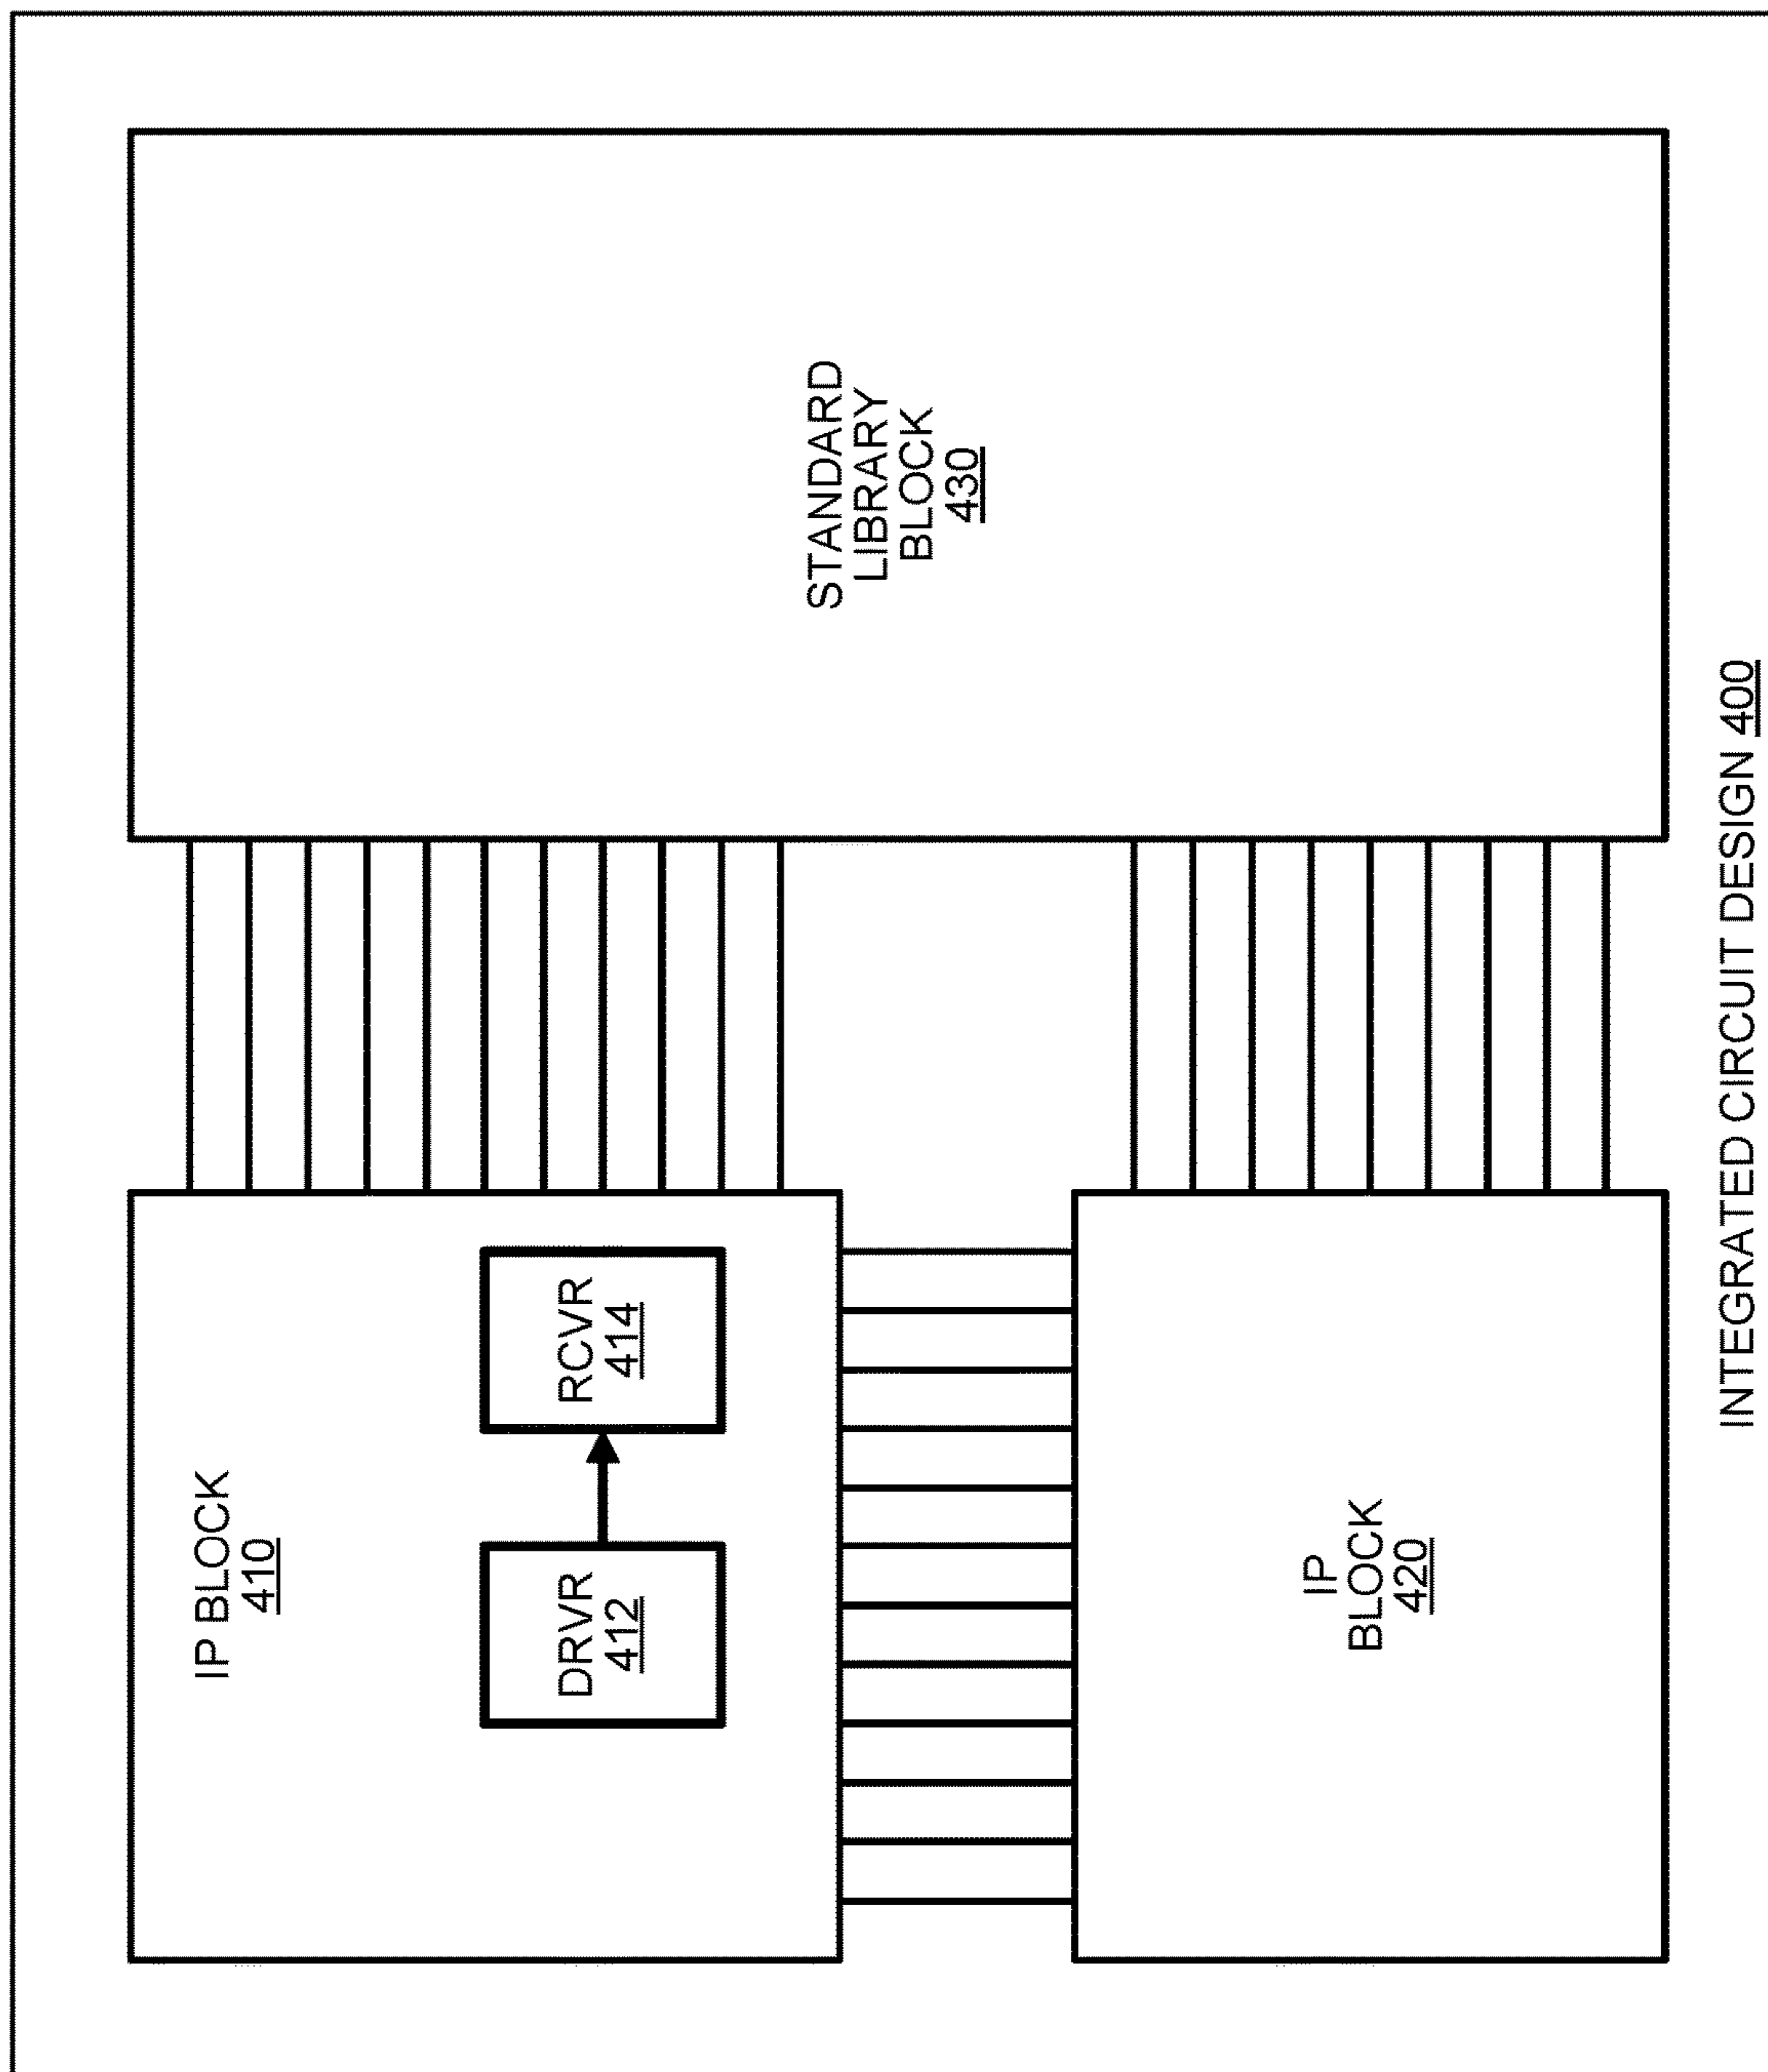 IP BLOCK
410
DRVR
412
RCVR
414
STANDARD
LIBRARY
BLOCK
430
IP
BLOCK
420
INTEGRATED CIRCUIT DESIGN 400